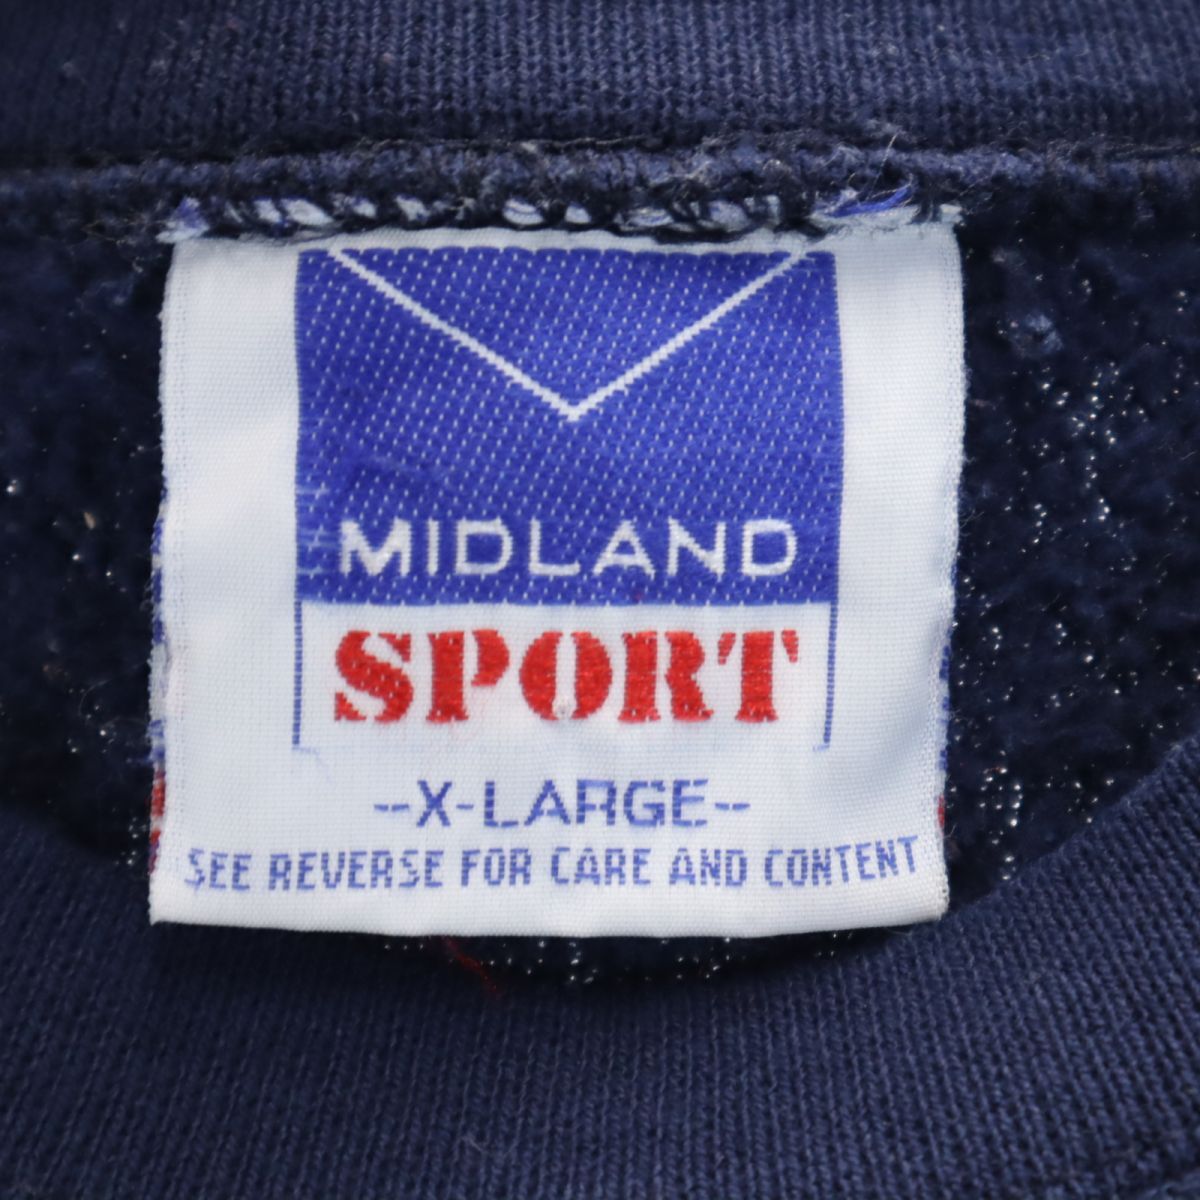 MIDLAND
SPORT
--X-LARGE--
SEE REVERSE FOR CARE AND CONTENT